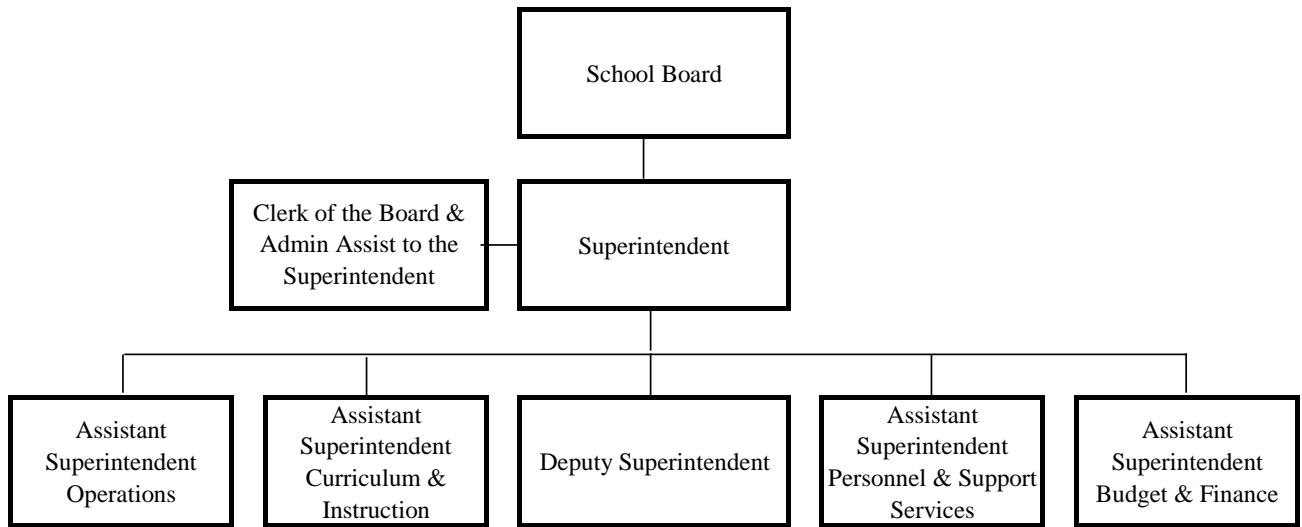 School Board
Clerk of the Board &
Admin Assist to the
Superintendent
Superintendent
Assistant
Superintendent
Operations
Assistant
Superintendent
Curriculum &
Instruction
Deputy Superintendent
Assistant
Superintendent
Personnel & Support
Services
Assistant
Superintendent
Budget & Finance